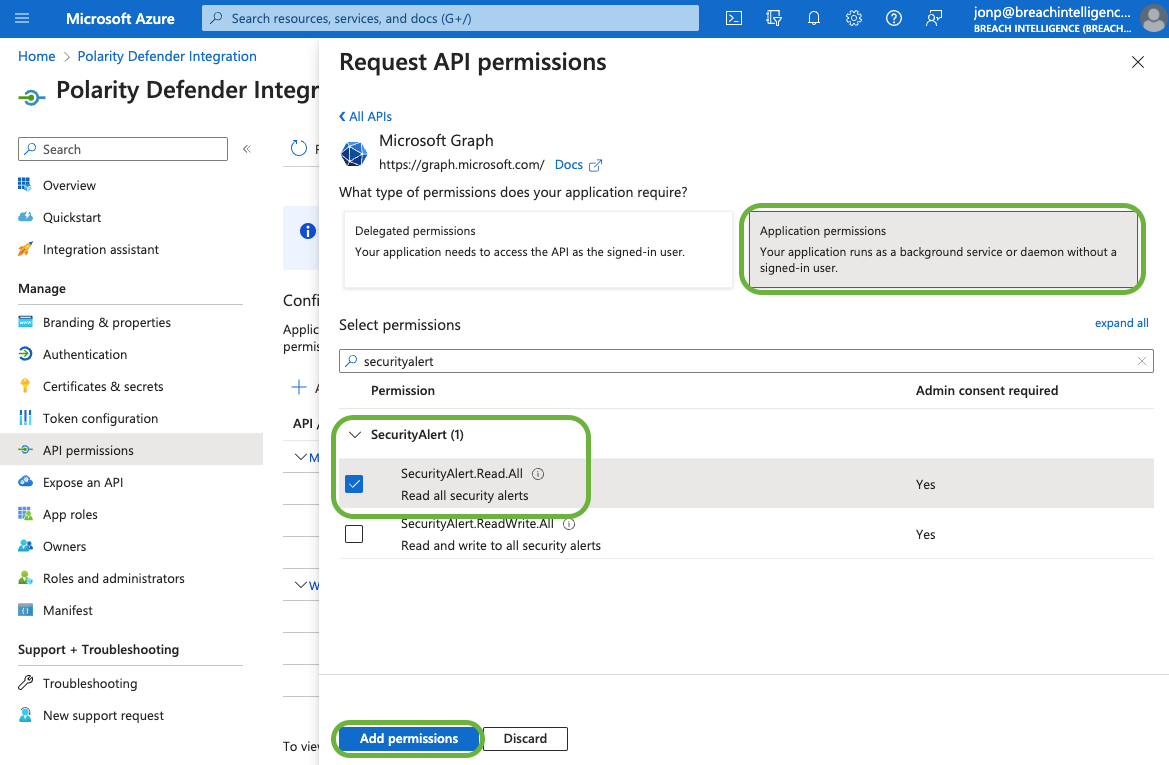 Microsoft Azure
Search resources, services, and docs (G+/)
jonp@breachintelligenc...
BREACH INTELLIGENCE (BREACH...
Home > Polarity Defender Integration
Polarity Defender Integr
Search
«
Overview
Quickstart
Integration assistant
Manage
Branding & properties
Authentication
Certificates & secrets
Token configuration
API permissions
Expose an API
App roles
Owners
Roles and administrators
Manifest
Support + Troubleshooting
Troubleshooting
New support request
Confi
Applic
permis
API /
To view
Request API permissions
All APIs
Microsoft Graph
https://graph.microsoft.com/ Docs
What type of permissions does your application require?
Delegated permissions
Your application needs to access the API as the signed-in user.
Application permissions
Your application runs as a background service or daemon without a
signed-in user.
Select permissions
expand all
securityalert
Permission
Admin consent required
SecurityAlert (1)
SecurityAlert.Read.All
Read all security alerts
Yes
SecurityAlert.ReadWrite.All
Read and write to all security alerts
Yes
Add permissions
Discard